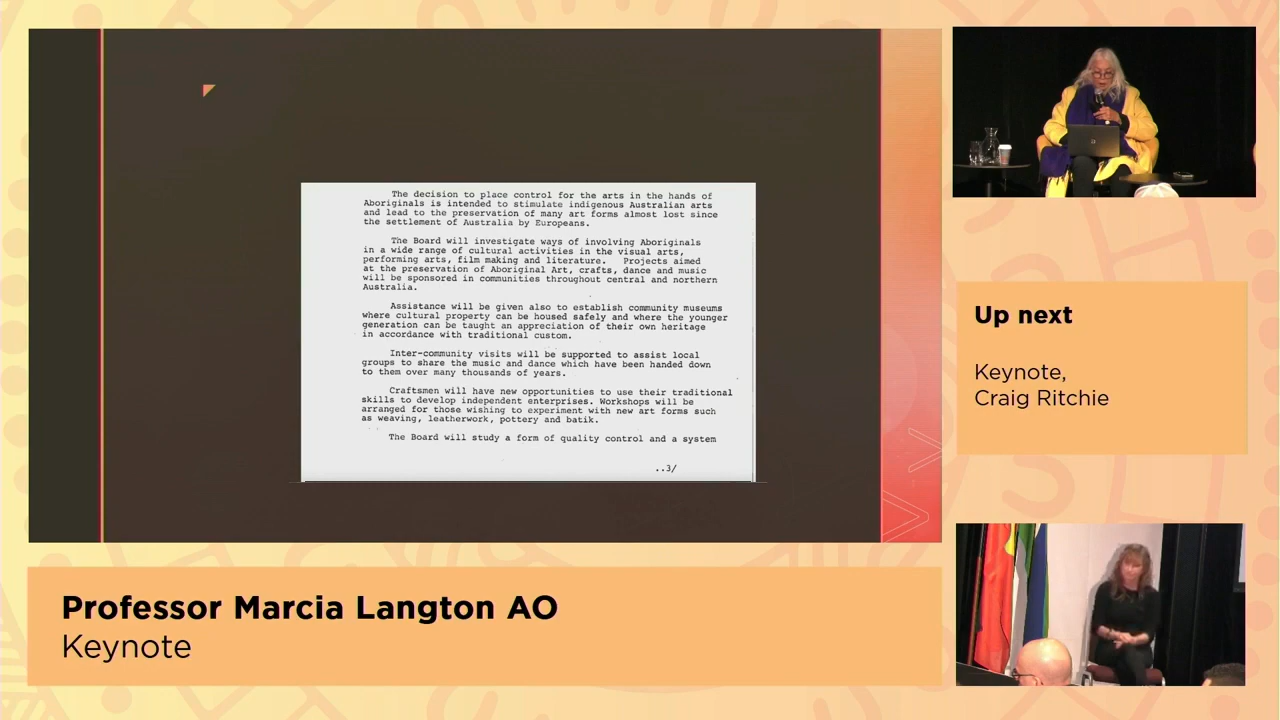 The decision to place control for the arts in the hands of
Aboriginals is intended to stimulate indigenous Australian arts
and lead to the preservation of many art forms almost lost since
the settlement of Australia by Europeans.
The Board will investigate ways of involving Aboriginals
in a wide range of cultural activities in the visual arts,
performing arts, film making and literature. Projects aimed
at the preservation of Aboriginal Art, crafts, dance and music
will be sponsored in communities throughout central and northern
Australia.
Assistance will be given also to establish community museums
where cultural property can be housed safely and where the younger
generation can be taught an appreciation of their own heritage
in accordance with traditional custom.
Inter-community visits will be supported to assist local
groups to share the music and dance which have been handed down
to them over many thousands of years.
Craftsmen will have new opportunities to use their traditional
skills to develop independent enterprises. Workshops will be
arranged for those wishing to experiment with new art forms such
as weaving, leatherwork, pottery and batik.
The Board will study a form of quality control and a system
..3/
Up next
Keynote,
Craig Ritchie
Professor Marcia Langton AO
Keynote